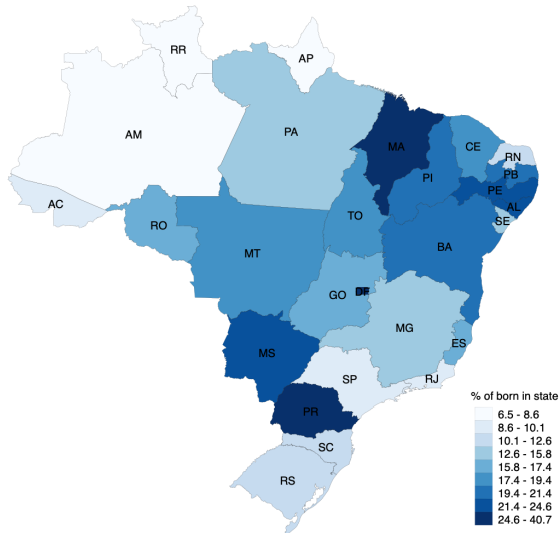 RR
AP
AM
PA
MA
CE
RN
PI
PB
PE
AL
SE
AC
RO
TO
MT
BA
GO
DF
MG
ES
MS
SP
RJ
PR
SC
RS
% of born in state
6.5 - 8.6
8.6 - 10.1
10.1 - 12.6
12.6 - 15.8
15.8 - 17.4
17.4 - 19.4
19.4 - 21.4
21.4 - 24.6
24.6 - 40.7